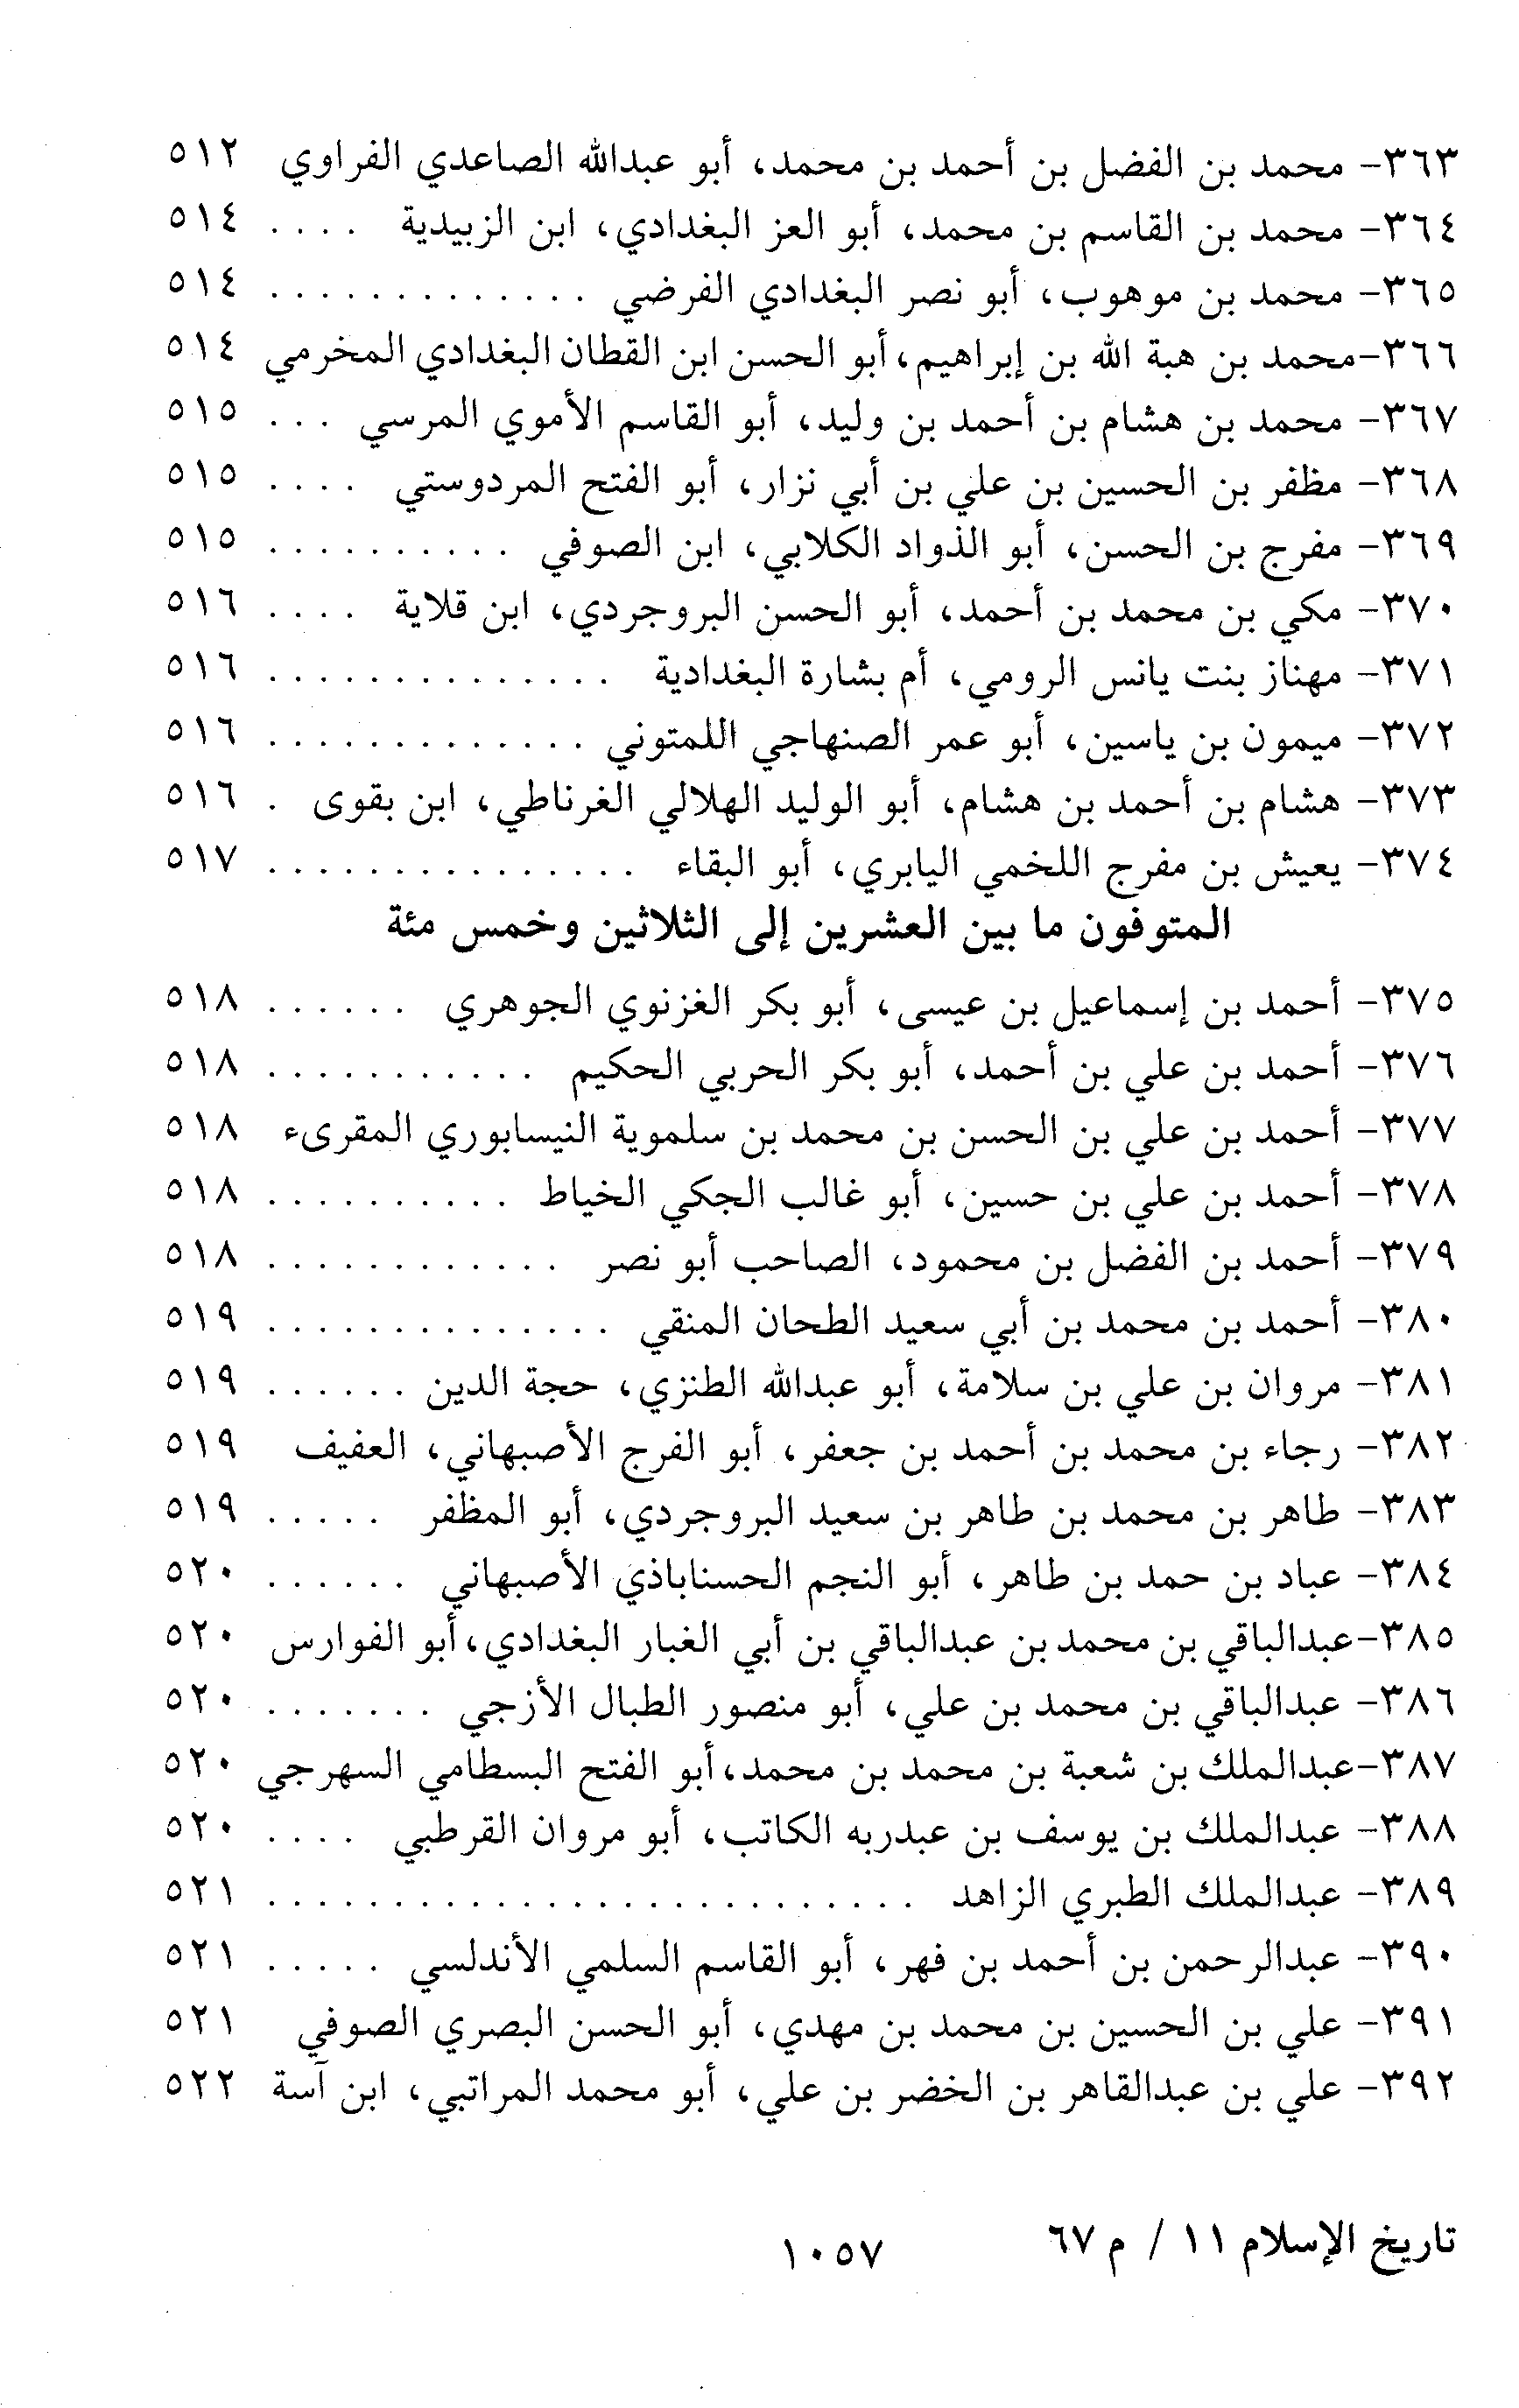 ٣٦٣- محمد بن الفضل بن أحمد بن محمد، أبو عبدالله الصاعدي الفراوي ٥١٢
٣٦٤- محمد بن القاسم بن محمد، أبو العز البغدادي، ابن الزبيدية .... ٥١٤
٣٦٥- محمد بن موهوب، أبو نصر البغدادي الفرضي ............. ٥١٤
٣٦٦-محمد بن هبة الله بن إبراهيم، أبو الحسن ابن القطان البغدادي المخرمي ٥١٤
٣٦٧- محمد بن هشام بن أحمد بن وليد، أبو القاسم الأموي المرسي ... ٥١٥
٣٦٨- مظفر بن الحسين بن علي بن أبي نزار، أبو الفتح المردوستي .... ٥١٥
٣٦٩- مفرج بن الحسن، أبو الذواد الكلابي، ابن الصوفي .......... ٥١٥
٣٧٠- مكي بن محمد بن أحمد، أبو الحسن البروجردي، ابن قلاية .... ٥١٦
٣٧١- مهناز بنت يانس الرومي، أم بشارة البغدادية .............. ٥١٦
٣٧٢- ميمون بن ياسين، أبو عمر الصنهاجي اللمتوني ............. ٥١٦
٣٧٣- هشام بن أحمد بن هشام، أبو الوليد الهلالي الغرناطي، ابن بقوى . ٥١٦
٣٧٤- يعيش بن مفرج اللخمي اليابري، أبو البقاء ............... ٥١٧
المتوفون ما بين العشرين إلى الثلاثين وخمس مئة
٣٧٥- أحمد بن إسماعيل بن عيسى، أبو بكر الغزنوي الجوهري ...... ٥١٨
٣٧٦- أحمد بن علي بن أحمد، أبو بكر الحربي الحكيم ........... ٥١٨
٣٧٧- أحمد بن علي بن الحسن بن محمد بن سلموية النيسابوري المقرىء ٥١٨
٣٧٨- أحمد بن علي بن حسين، أبو غالب الجكي الخياط .......... ٥١٨
٣٧٩- أحمد بن الفضل بن محمود، الصاحب أبو نصر ............ ٥١٨
٣٨٠- أحمد بن محمد بن أبي سعيد الطحان المنقي .............. ٥١٩
٣٨١- مروان بن علي بن سلامة، أبو عبدالله الطنزي، حجة الدين ...... ٥١٩
٣٨٢- رجاء بن محمد بن أحمد بن جعفر، أبو الفرج الأصبهاني، العفيف ٥١٩
٣٨٣- طاهر بن محمد بن طاهر بن سعيد البروجردي، أبو المظفر ..... ٥١٩
٣٨٤- عباد بن حمد بن طاهر، أبو النجم الحسناباذي الأصبهاني ...... ٥٢٠
٣٨٥-عبدالباقي بن محمد بن عبدالباقي بن أبي الغبار البغدادي، أبو الفوارس ٥٢٠
٣٨٦- عبدالباقي بن محمد بن علي، أبو منصور الطبال الأزجي ....... ٥٢٠
٣٨٧-عبدالملك بن شعبة بن محمد بن محمد، أبو الفتح البسطامي السهرجي ٥٢٠
٣٨٨- عبدالملك بن يوسف بن عبدربه الكاتب، أبو مروان القرطبي .... ٥٢٠
٣٨٩- عبدالملك الطبري الزاهد .......................... ٥٢١
٣٩٠- عبدالرحمن بن أحمد بن فهر، أبو القاسم السلمي الأندلسي ..... ٥٢١
٣٩١- علي بن الحسين بن محمد بن مهدي، أبو الحسن البصري الصوفي ٥٢١
٣٩٢- علي بن عبدالقاهر بن الخضر بن علي، أبو محمد المراتبي، ابن آسة ٥٢٢
تاريخ الإسلام ١١ / م ٦٧
١٠٥٧